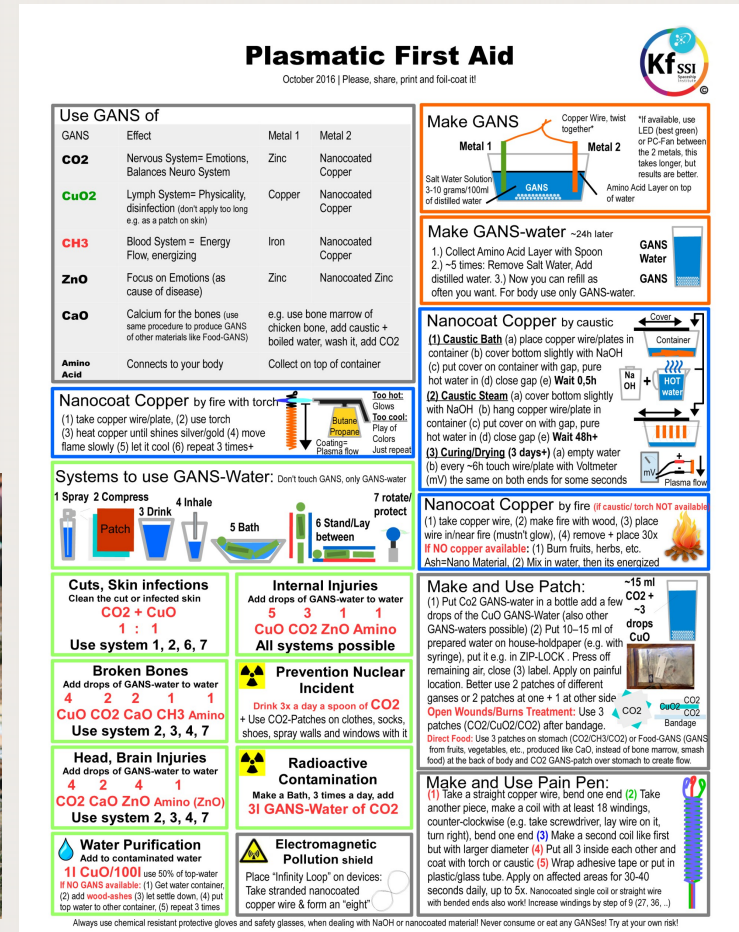 Plasmatic First Aid
October 2016 | Please, share, print and foil-coat it!
Kf SSI
Spaceship
Institute
©
Use GANS of
GANS Effect Metal 1 Metal 2
CO2 Nervous System= Emotions, Balances Neuro System Zinc Nanocoated Copper
CuO2 Lymph System= Physicality, disinfection (don't apply too long e.g. as a patch on skin) Copper Nanocoated Copper
CH3 Blood System = Energy Flow, energizing Iron Nanocoated Copper
ZnO Focus on Emotions (as cause of disease) Zinc Nanocoated Zinc
CaO Calcium for the bones (use same procedure to produce GANS of other materials like Food-GANS) e.g. use bone marrow of chicken bone, add caustic + boiled water, wash it, add CO2
Amino Acid Connects to your body Collect on top of container
Nanocoat Copper by fire with torch
(1) take copper wire/plate, (2) use torch
(3) heat copper until shines silver/gold (4) move
flame slowly (5) let it cool (6) repeat 3 times+
Butane
Propane
Coating=
Plasma flow
Too hot:
Glows
Too cool:
Play of
Colors
Just repeat
Systems to use GANS-Water: Don't touch GANS, only GANS-water
1 Spray 2 Compress
3 Drink
4 Inhale
5 Bath
6 Stand/Lay
between
7 rotate/
protect
Patch
Cuts, Skin infections
Clean the cut or infected skin
CO2 + CuO
1 : 1
Use system 1, 2, 6, 7
Internal Injuries
Add drops of GANS-water to water
5 3 1 1
CuO CO2 ZnO Amino
All systems possible
Broken Bones
Add drops of GANS-water to water
4 2 2 1 1
CuO CO2 CaO CH3 Amino
Use system 2, 3, 4, 7
Prevention Nuclear
Incident
Drink 3x a day a spoon of CO2
+ Use CO2-Patches on clothes, socks,
shoes, spray walls and windows with it
Head, Brain Injuries
Add drops of GANS-water to water
4 2 4 1
CO2 CaO ZnO Amino (ZnO)
Use system 2, 3, 4, 7
Radioactive
Contamination
Make a Bath, 3 times a day, add
3l GANS-Water of CO2
Water Purification
Add to contaminated water
1l CuO/100l use 50% of top-water
If NO GANS available: (1) Get water container,
(2) add wood-ashes (3) let settle down, (4) put
top water to other container, (5) repeat 3 times
Electromagnetic
Pollution shield
Place “Infinity Loop” on devices:
Take stranded nanocoated
copper wire & form an “eight”
Make GANS
Copper Wire, twist
together*
Metal 1
Metal 2
Salt Water Solution
3-10 grams/100ml
of distilled water
GANS
Amino Acid Layer on top
of water
*If available, use
LED (best green)
or PC-Fan between
the 2 metals, this
takes longer, but
results are better.
Make GANS-water ~24h later
1.) Collect Amino Acid Layer with Spoon
2.) ~5 times: Remove Salt Water, Add
distilled water. 3.) Now you can refill as
often you want. For body use only GANS-water.
GANS
Water
GANS
Nanocoat Copper by caustic
(1) Caustic Bath (a) place copper wire/plates in
container (b) cover bottom slightly with NaOH
(c) put cover on container with gap, pure
hot water in (d) close gap (e) Wait 0,5h
(2) Caustic Steam (a) cover bottom slightly
with NaOH (b) hang copper wire/plate in
container (c) put cover on with gap, pure
hot water in (d) close gap (e) Wait 48h+
(3) Curing/Drying (3 days+) (a) empty water
(b) every ~6h touch wire/plate with Voltmeter
(mV) the same on both ends for some seconds
Cover
Container
Na
OH
+
HOT
water
mV
+
-
Plasma flow
Nanocoat Copper by fire (if caustic/ torch NOT available)
(1) take copper wire, (2) make fire with wood, (3) place
wire in/near fire (mustn't glow), (4) remove + place 30x
If NO copper available: (1) Burn fruits, herbs, etc.
Ash=Nano Material, (2) Mix in water, then its energized
Make and Use Patch:
(1) Put Co2 GANS-water in a bottle add a few
drops of the CuO GANS-Water (also other
GANS-waters possible) (2) Put 10–15 ml of
prepared water on house-holdpaper (e.g. with
syringe), put it e.g. in ZIP-LOCK . Press off
remaining air, close (3) label. Apply on painful
location. Better use 2 patches of different
ganses or 2 patches at one + 1 at other side
Open Wounds/Burns Treatment: Use 3
patches (CO2/CuO2/CO2) after bandage.
Direct Food: Use 3 patches on stomach (CO2/CH3/CO2) or Food-GANS (GANS
from fruits, vegetables, etc., produced like CaO, instead of bone marrow, smash
food) at the back of body and CO2 GANS-patch over stomach to create flow.
~15 ml
CO2 +
~3
drops
CuO
CO2
CO2
CuO2
CO2
Bandage
Make and Use Pain Pen:
(1) Take a straight copper wire, bend one end (2) Take
another piece, make a coil with at least 18 windings,
counter-clockwise (e.g. take screwdriver, lay wire on it,
turn right), bend one end (3) Make a second coil like first
but with larger diameter (4) Put all 3 inside each other and
coat with torch or caustic (5) Wrap adhesive tape or put in
plastic/glass tube. Apply on affected areas for 30-40
seconds daily, up to 5x. Nanocoated single coil or straight wire
with bended ends also work! Increase windings by step of 9 (27, 36, ..)
Always use resistant protective gloves and safety glasses, when dealing with NaOH or nanocoated material! Never consume or eat any GANSes! Try at your own risk!